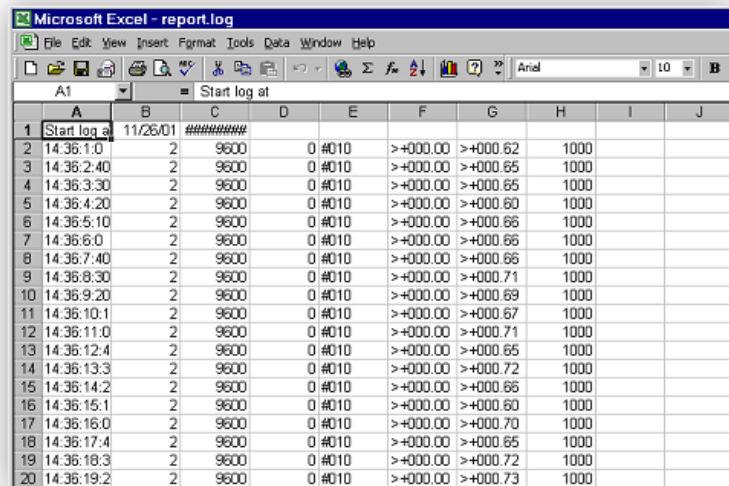 Microsoft Excel - report.log
File Edit View Insert Format Tools Data Window Help
Arial 10 B
A1 = Start log at
A B C D E F G H I J
1 Start log a 11/26/01 ########
2 14:36:1:0 2 9600 0 #010 >+000.00 >+000.62 1000
3 14:36:2:40 2 9600 0 #010 >+000.00 >+000.65 1000
4 14:36:3:30 2 9600 0 #010 >+000.00 >+000.65 1000
5 14:36:4:20 2 9600 0 #010 >+000.00 >+000.60 1000
6 14:36:5:10 2 9600 0 #010 >+000.00 >+000.66 1000
7 14:36:6:0 2 9600 0 #010 >+000.00 >+000.66 1000
8 14:36:7:40 2 9600 0 #010 >+000.00 >+000.66 1000
9 14:36:8:30 2 9600 0 #010 >+000.00 >+000.71 1000
10 14:36:9:20 2 9600 0 #010 >+000.00 >+000.69 1000
11 14:36:10:1 2 9600 0 #010 >+000.00 >+000.67 1000
12 14:36:11:0 2 9600 0 #010 >+000.00 >+000.71 1000
13 14:36:12:4 2 9600 0 #010 >+000.00 >+000.65 1000
14 14:36:13:3 2 9600 0 #010 >+000.00 >+000.72 1000
15 14:36:14:2 2 9600 0 #010 >+000.00 >+000.66 1000
16 14:36:15:1 2 9600 0 #010 >+000.00 >+000.60 1000
17 14:36:16:0 2 9600 0 #010 >+000.00 >+000.70 1000
18 14:36:17:4 2 9600 0 #010 >+000.00 >+000.65 1000
19 14:36:18:3 2 9600 0 #010 >+000.00 >+000.72 1000
20 14:36:19:2 2 9600 0 #010 >+000.00 >+000.73 1000